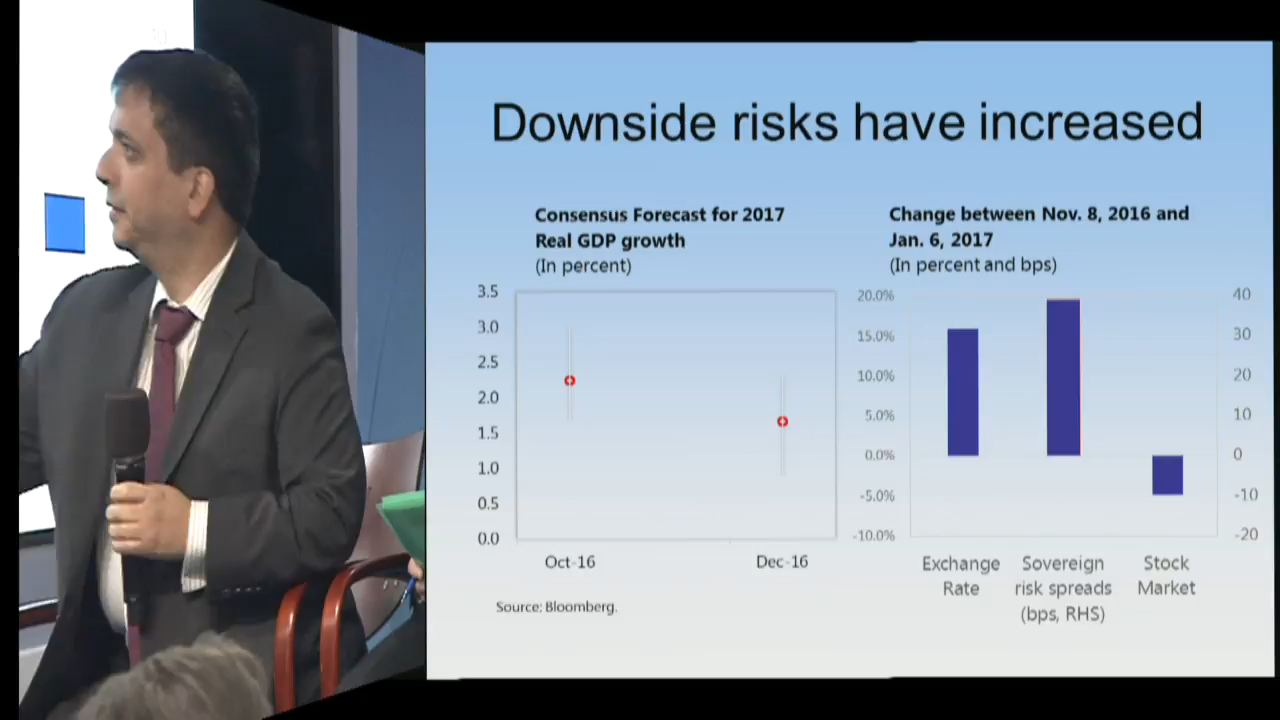 Downside risks have increased
Consensus Forecast for 2017
Real GDP growth
(In percent)
3.5
3.0
2.5
2.0
1.5
1.0
0.5
0.0
Oct-16
Dec-16
Source: Bloomberg.
Change between Nov. 8, 2016 and
Jan. 6, 2017
(In percent and bps)
20.0%
15.0%
10.0%
5.0%
0.0%
-5.0%
-10.0%
40
30
20
10
0
-10
-20
Exchange
Rate
Sovereign
risk spreads
(bps, RHS)
Stock
Market